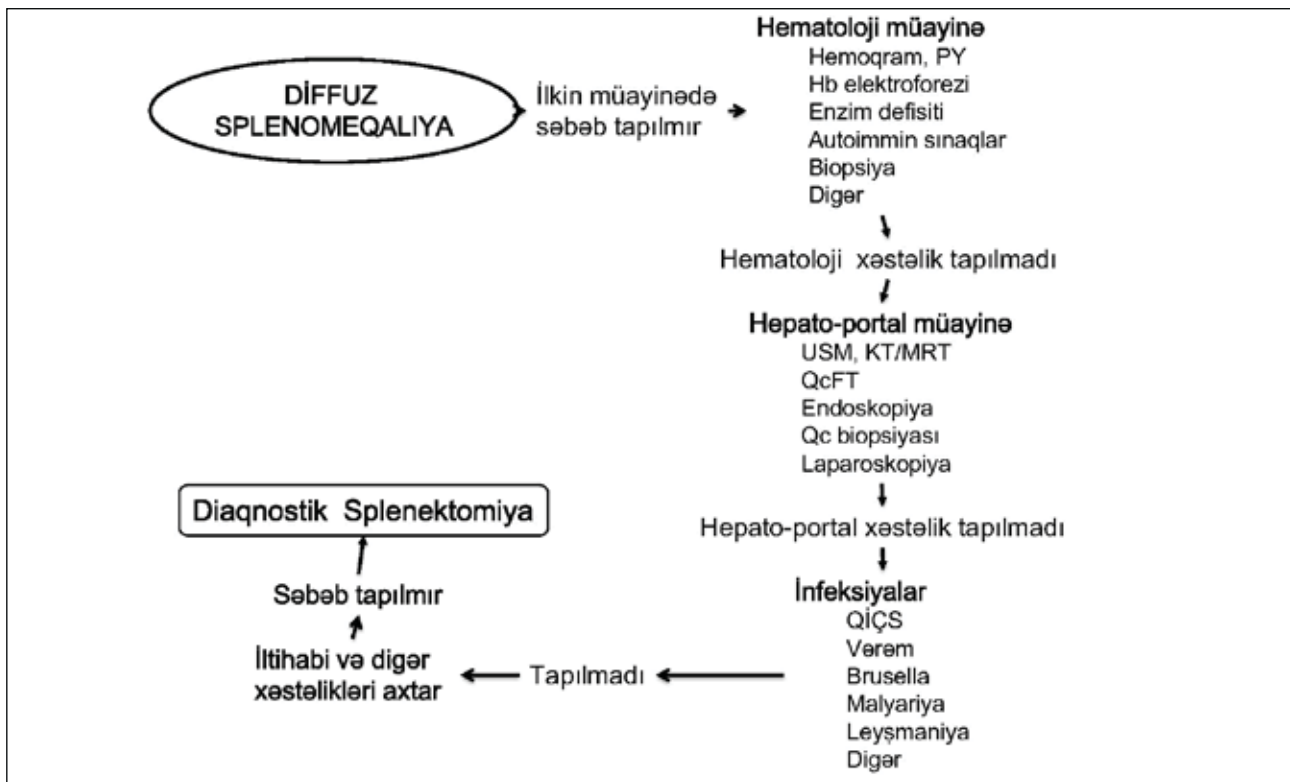 DİFFUZ
SPLENOMEQALIYA
İlkin müayinədə
səbəb tapılmır
Hematoloji müayinə
Hemoqram, PY
Hb elektroforezi
Enzim defisiti
Autoimmin sınaqlar
Biopsiya
Digər
Hematoloji xəstəlik tapılmadı
Hepato-portal müayinə
USM, KT/MRT
QcFT
Endoskopiya
Qc biopsiyası
Laparoskopiya
Hepato-portal xəstəlik tapılmadı
İnfeksiyalar
QİÇS
Vərəm
Brusella
Malyariya
Leyşmaniya
Digər
Tapılmadı
İltihabi və digər
xəstəlikləri axtar
Səbəb tapılmır
Diaqnostik Splenektomiya